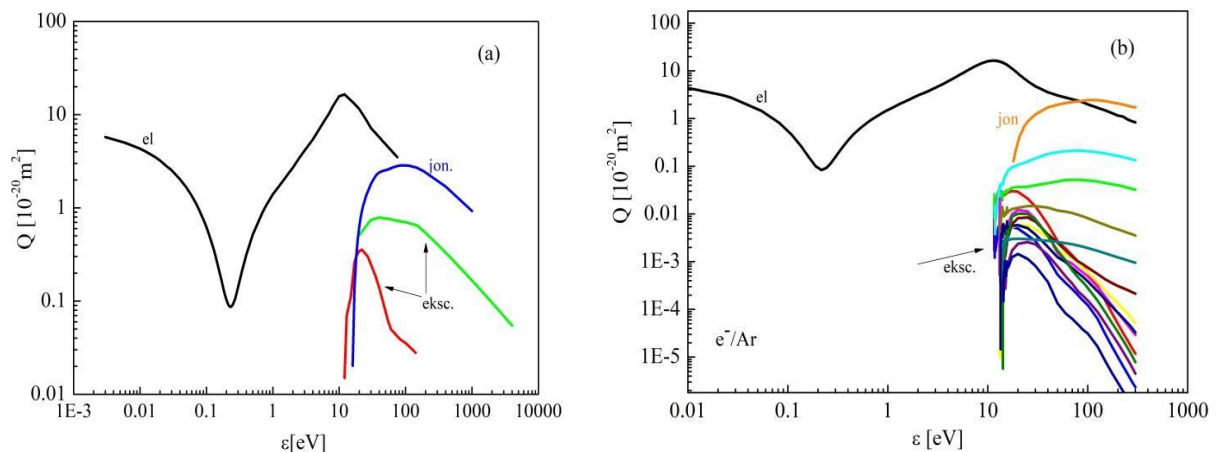 (a)
100
10
1
0.1
0.01
Q [10⁻²⁰m²]
el
jon.
eksc.
1E-3 0.01 0.1 1 10 100 1000 10000
ε[eV]
(b)
100
10
1
0.1
0.01
1E-3
1E-4
1E-5
Q [10⁻²⁰m²]
el
jon
eksc.
e⁻/Ar
0.01 0.1 1 10 100 1000
ε [eV]